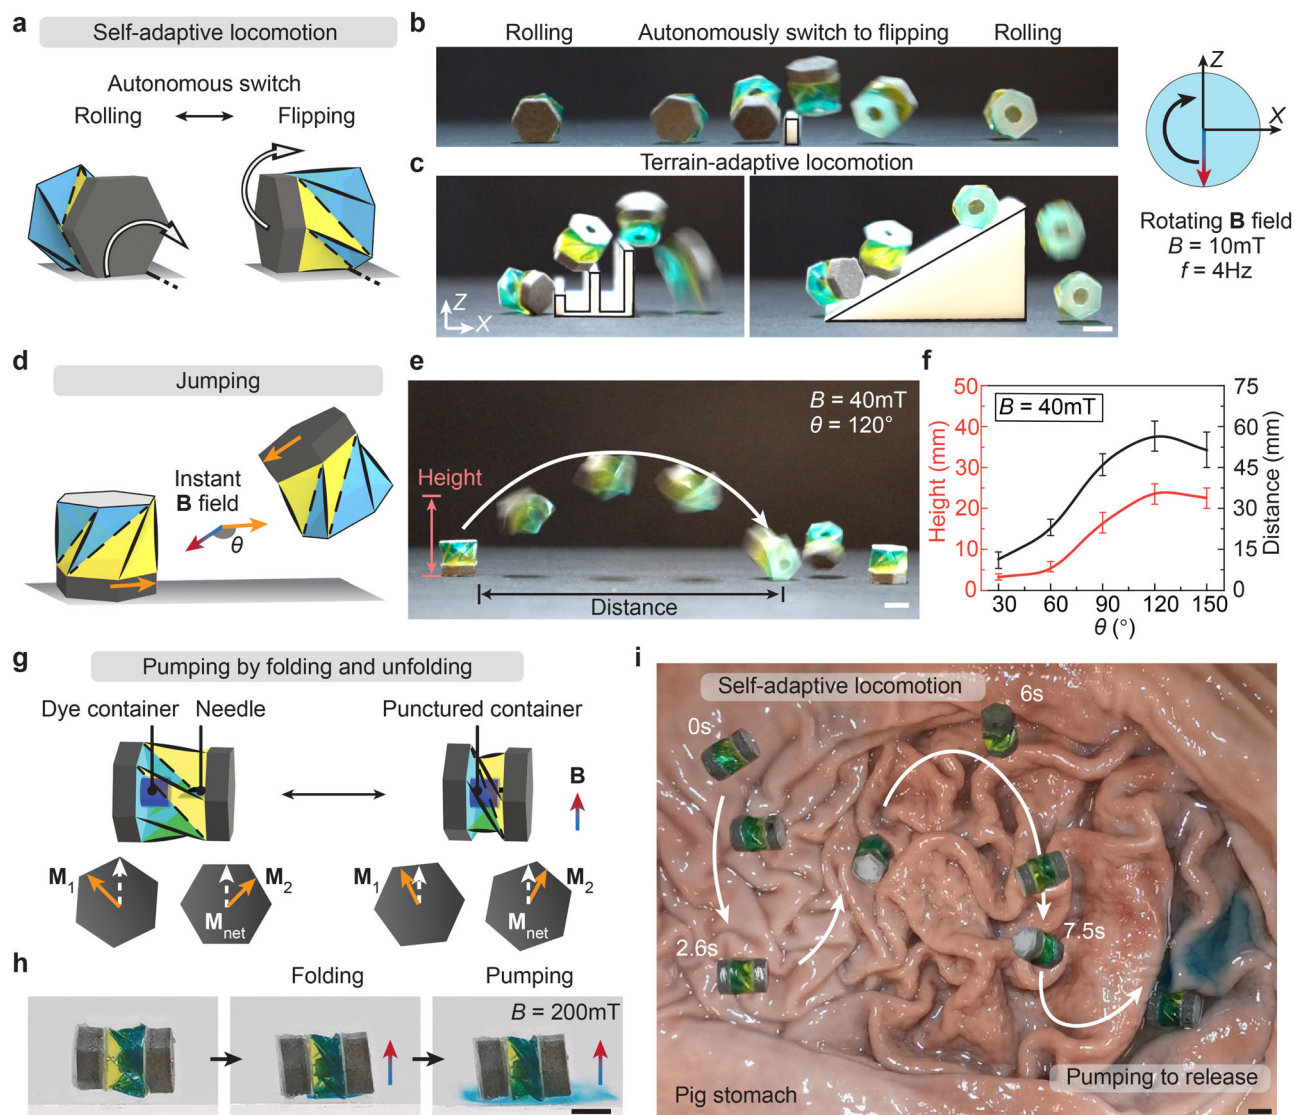 a
Self-adaptive locomotion
Autonomous switch
Rolling
Flipping
b
Rolling
Autonomously switch to flipping
Rolling
c
Terrain-adaptive locomotion
Z
X
Z
X
Rotating B field
B = 10mT
f = 4Hz
d
Jumping
Instant
B field
θ
e
B = 40mT
θ = 120°
Height
Distance
f
B = 40mT
50
40
30
20
10
0
Height (mm)
75
60
45
30
15
0
Distance (mm)
30 60 90 120 150
θ (°)
g
Pumping by folding and unfolding
Dye container
Needle
Punctured container
B
M1
M2
Mnet
M1
M2
Mnet
h
Folding
Pumping
B = 200mT
i
Self-adaptive locomotion
0s
6s
2.6s
7.5s
Pumping to release
Pig stomach